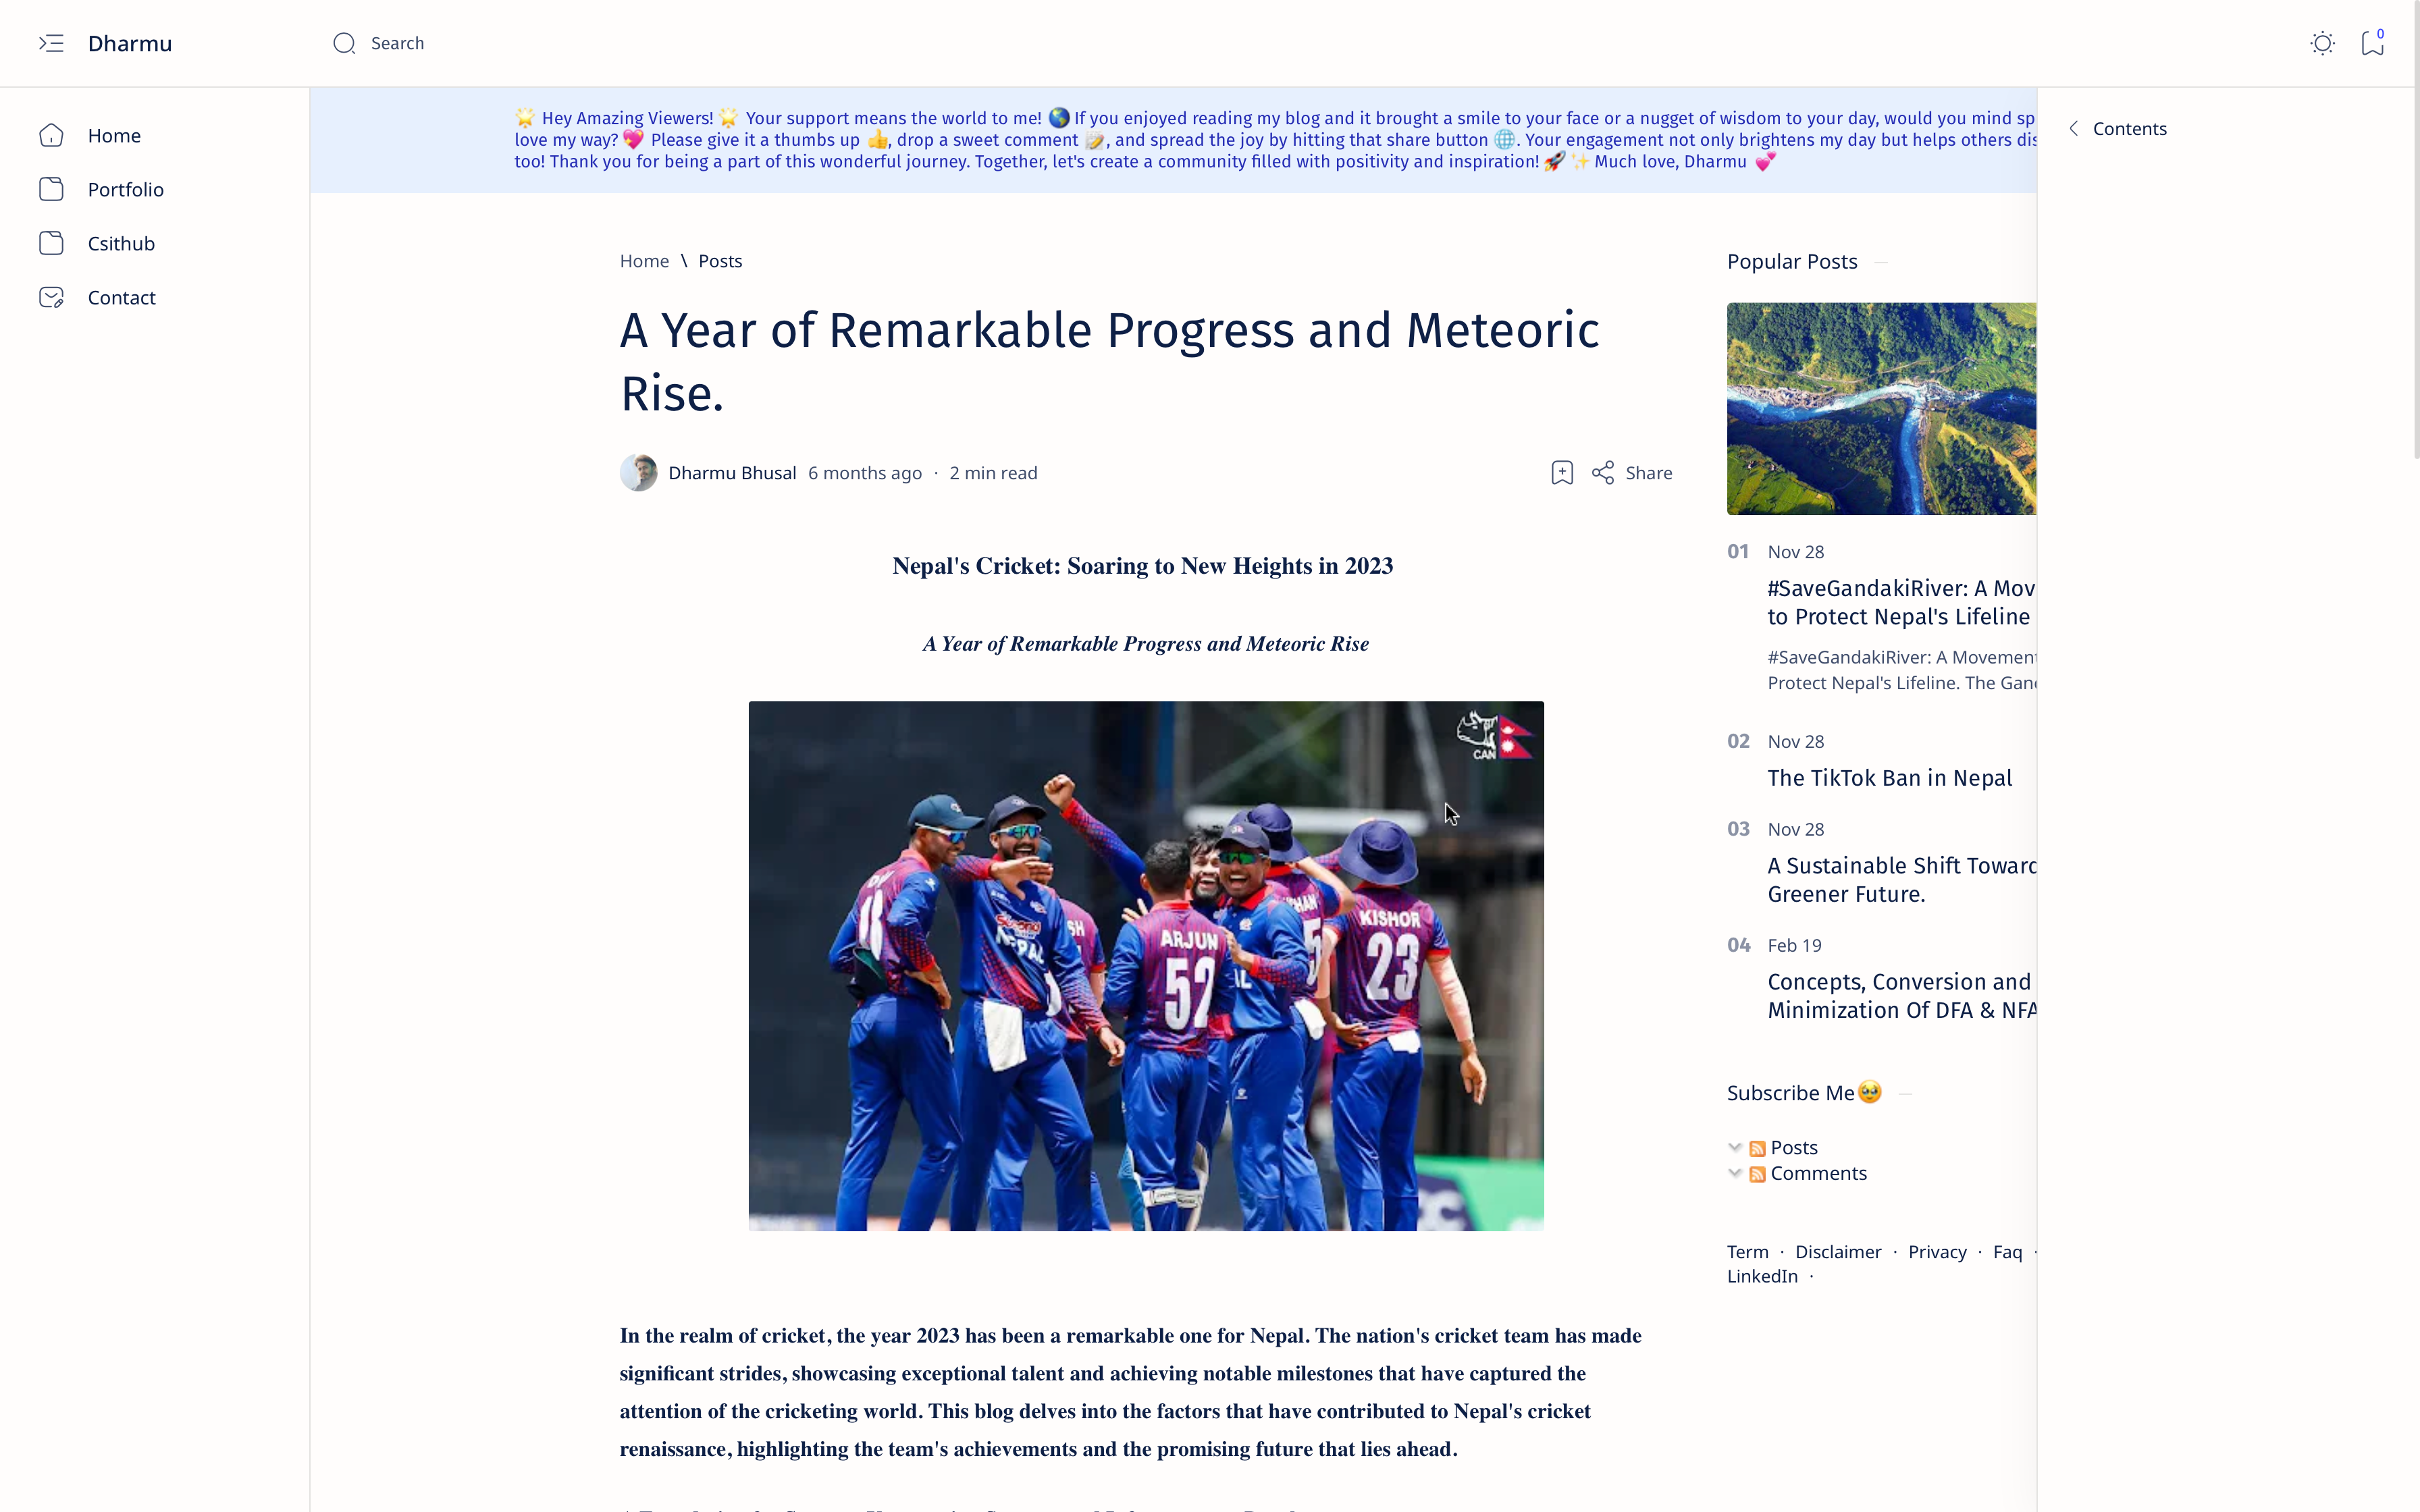 Dharmu
Search
0
Home
Portfolio
Csithub
Contact
🌟 Hey Amazing Viewers! 🌟 Your support means the world to me! 🌎 If you enjoyed reading my blog and it brought a smile to your face or a nugget of wisdom to your day, would you mind sp
love my way? 💖 Please give it a thumbs up 👍, drop a sweet comment 📝, and spread the joy by hitting that share button 🌐. Your engagement not only brightens my day but helps others dis
too! Thank you for being a part of this wonderful journey. Together, let's create a community filled with positivity and inspiration! 🚀 ✨ Much love, Dharmu 💕
Contents
Home \ Posts
A Year of Remarkable Progress and Meteoric
Rise.
Dharmu Bhusal 6 months ago · 2 min read
Share
Nepal's Cricket: Soaring to New Heights in 2023
A Year of Remarkable Progress and Meteoric Rise
CAN
NEPAL
SH
ARJUN
52
KISHOR
23
In the realm of cricket, the year 2023 has been a remarkable one for Nepal. The nation's cricket team has made
significant strides, showcasing exceptional talent and achieving notable milestones that have captured the
attention of the cricketing world. This blog delves into the factors that have contributed to Nepal's cricket
renaissance, highlighting the team's achievements and the promising future that lies ahead.
Popular Posts
01 Nov 28
#SaveGandakiRiver: A Mov
to Protect Nepal's Lifeline
#SaveGandakiRiver: A Movement
Protect Nepal's Lifeline. The Gand
02 Nov 28
The TikTok Ban in Nepal
03 Nov 28
A Sustainable Shift Toward
Greener Future.
04 Feb 19
Concepts, Conversion and
Minimization Of DFA & NFA
Subscribe Me🥹
Posts
Comments
Term · Disclaimer · Privacy · Faq ·
LinkedIn ·